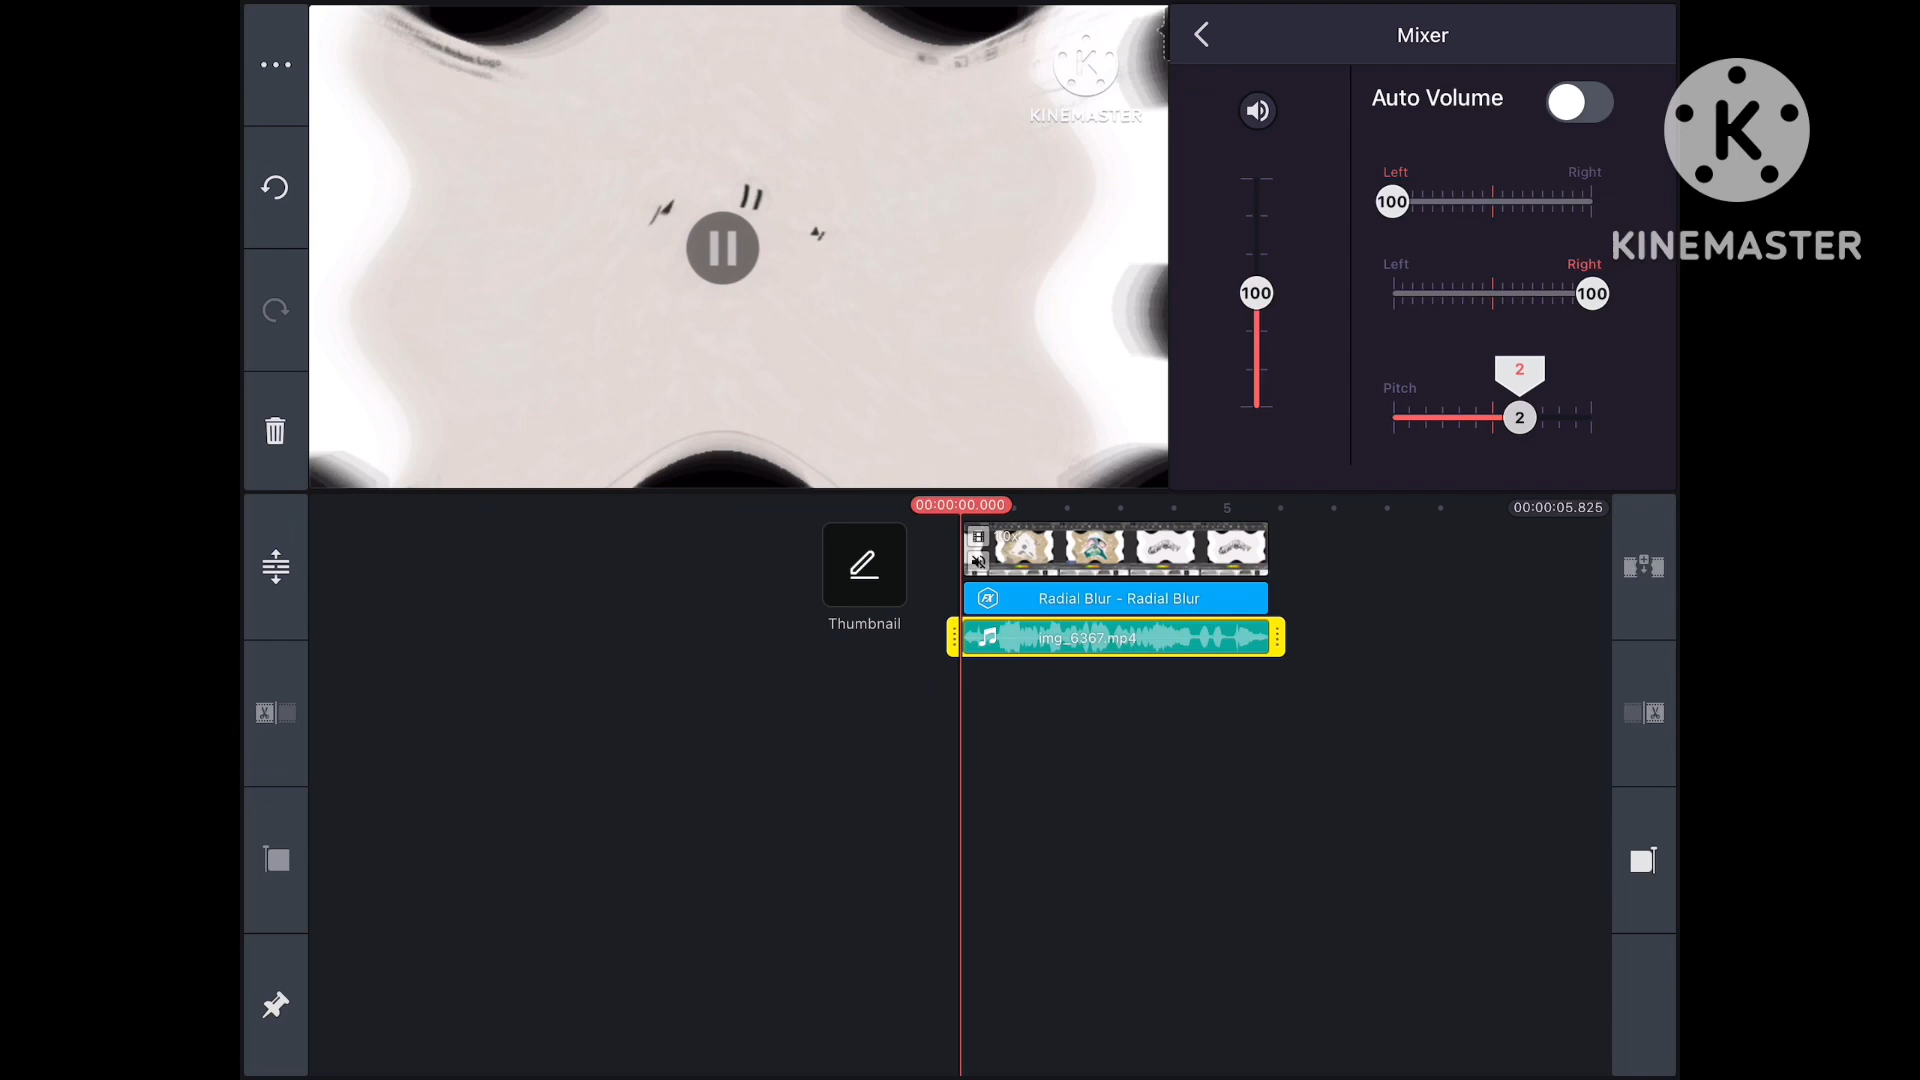 Mixer
KINEMASTER
Auto Volume
Left
Right
100
Left
Right
100
100
2
Pitch
2
KINEMASTER
00:00:00.000
5
00:00:05.825
Thumbnail
Radial Blur - Radial Blur
img_6367.mp4